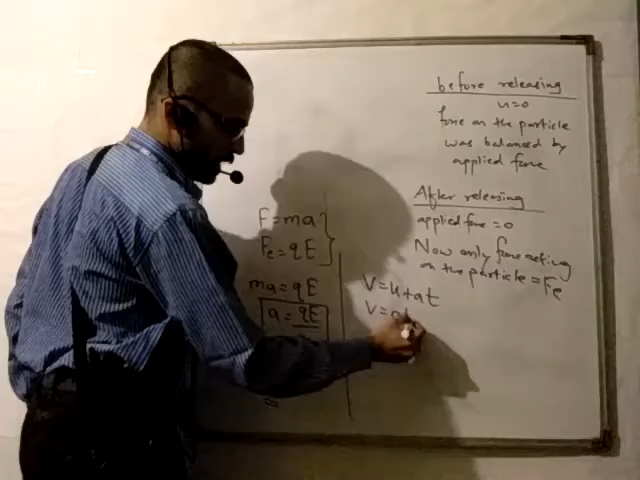 before releasing
u=0
force on the particle
was balanced by
applied force
After releasing
applied force =0
Now only force acting
on the particle = Fe
F=ma
Fe=qE
ma=qE
a=qE
V=u+at
V=